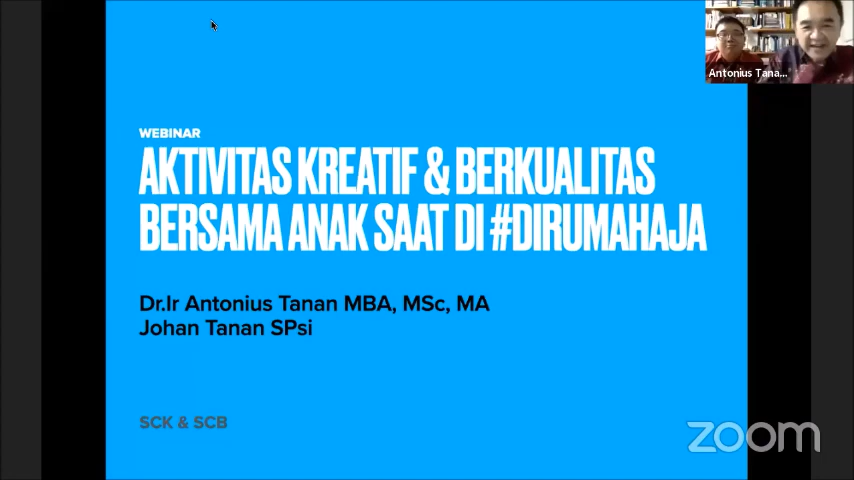 Antonius Tana...
WEBINAR
AKTIVITAS KREATIF & BERKUALITAS
BERSAMA ANAK SAAT DI #DIRUMAHAJA
Dr.Ir Antonius Tanan MBA, MSc, MA
Johan Tanan SPsi
SCK & SCB
zoom